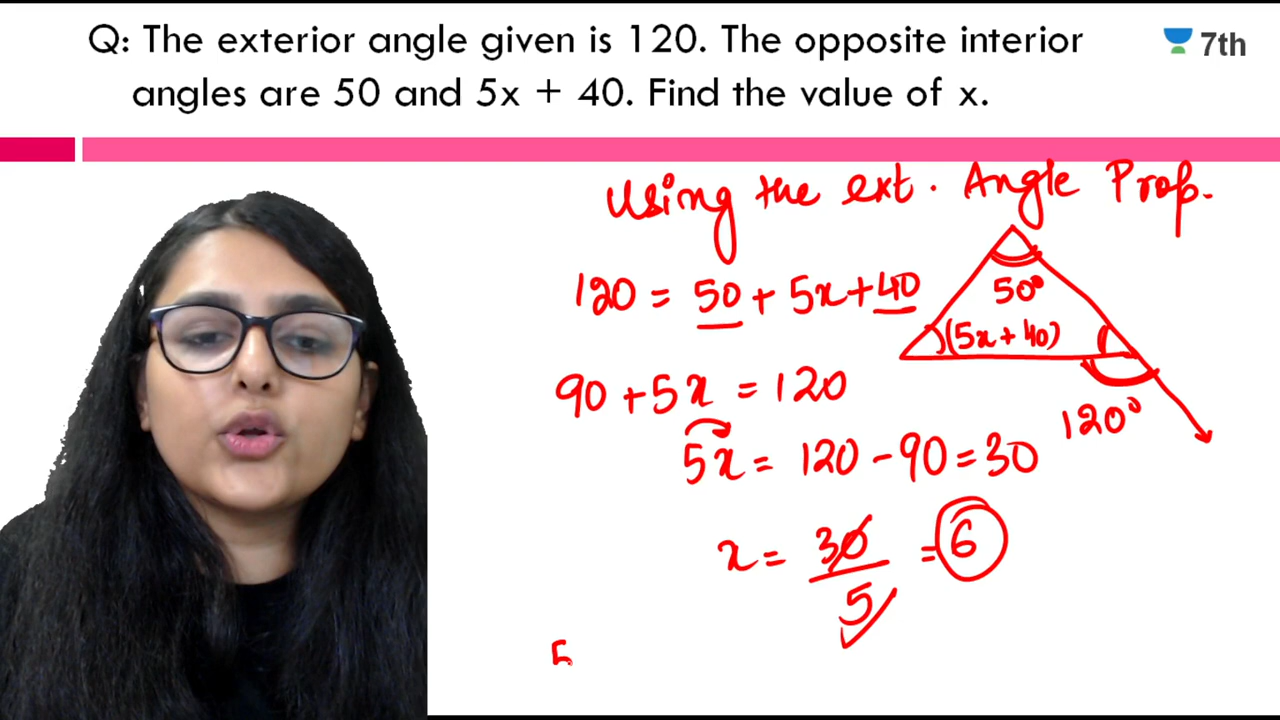 Q: The exterior angle given is 120. The opposite interior
angles are 50 and 5x + 40. Find the value of x.
7th
Using the ext. Angle Prop.
120 = 50 + 5x + 40
50°
(5x + 40)
120°
90 + 5x = 120
5x = 120 - 90 = 30
x = 30/5 = 6
5